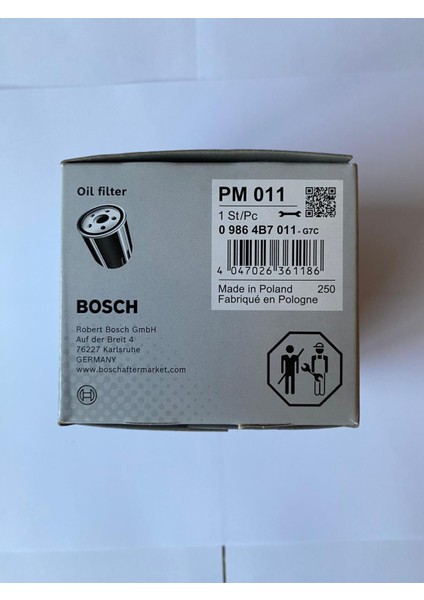 Oil filter
BOSCH
Robert Bosch GmbH
Auf der Breit 4
76227 Karlsruhe
GERMANY
www.boschaftermarket.com
PM 011
1 St/Pc
0 986 4B7 011-G7C
4 047026 361186
Made in Poland 250
Fabriqué en Pologne